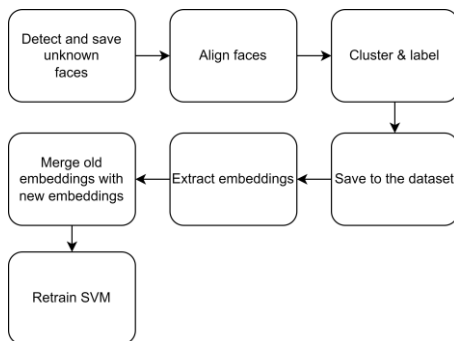 Detect and save
unknown
faces
Align faces
Cluster & label
Merge old
embeddings with
new embeddings
Extract embeddings
Save to the dataset
Retrain SVM